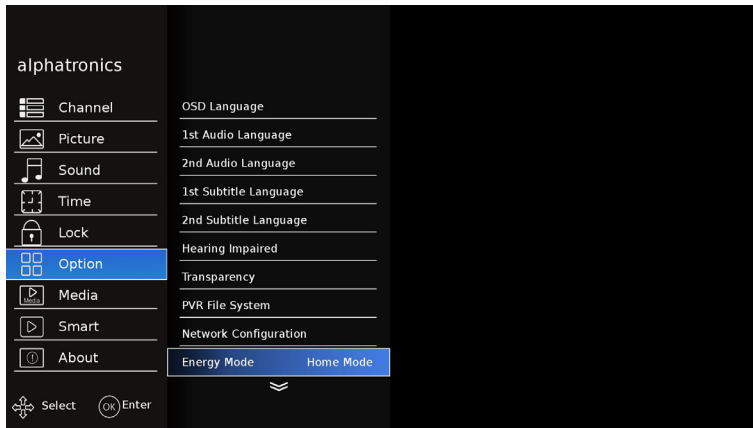 alphatronics
Channel
Picture
Sound
Time
Lock
Option
Media
Media
Smart
About
Select
OK
Enter
OSD Language
1st Audio Language
2nd Audio Language
1st Subtitle Language
2nd Subtitle Language
Hearing Impaired
Transparency
PVR File System
Network Configuration
Energy Mode Home Mode